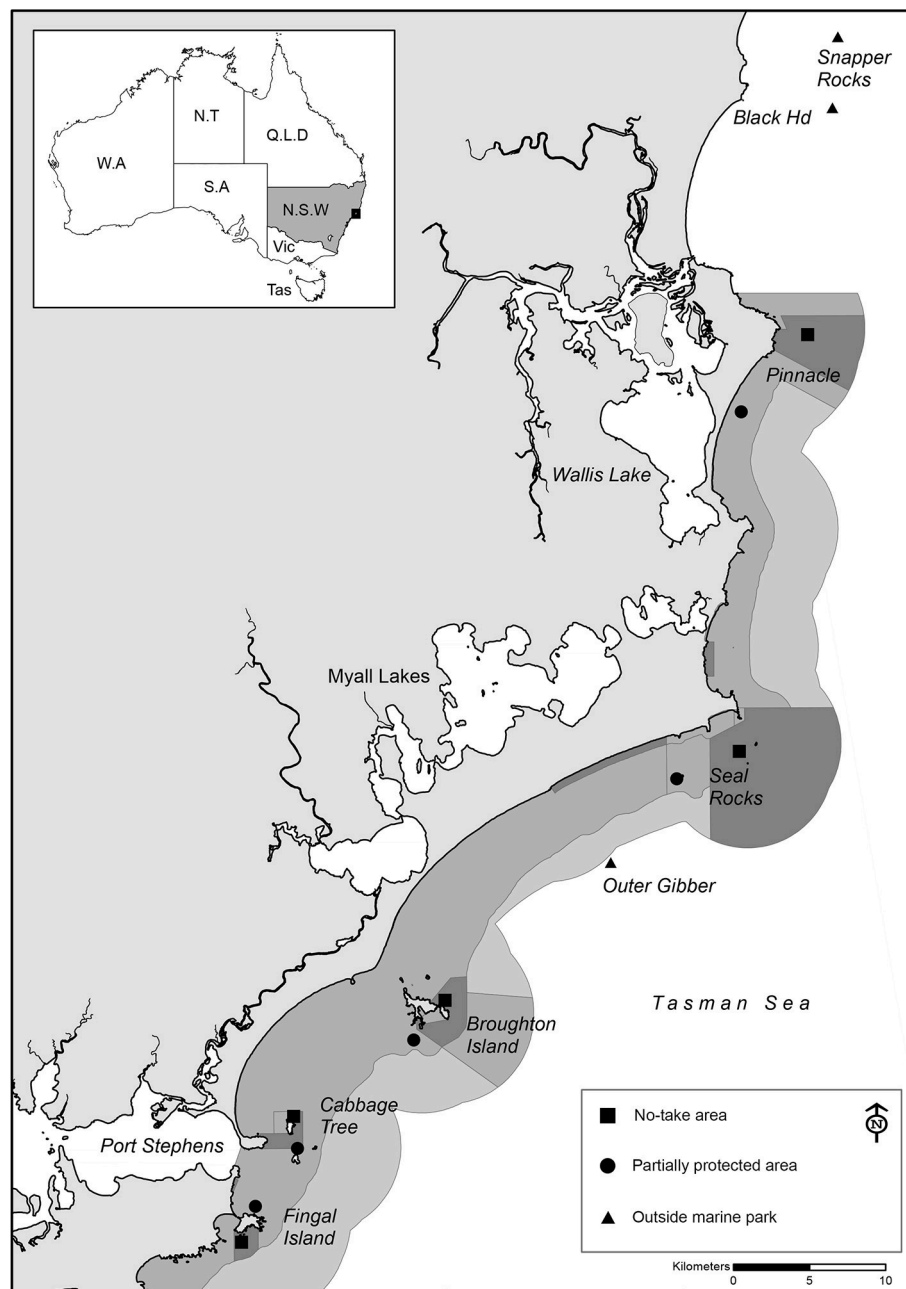 Snapper
Rocks
Black Hd
N.T
Q.L.D
W.A
S.A
N.S.W
Vic
Tas
Pinnacle
Wallis Lake
Myall Lakes
Seal
Rocks
Outer Gibber
Tasman Sea
Broughton
Island
Cabbage
Tree
Port Stephens
Fingal
Island
No-take area
N
Partially protected area
Outside marine park
Kilometers
0 5 10